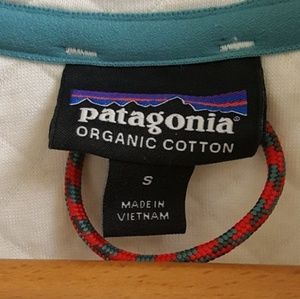 patagonia®
ORGANIC COTTON
S
MADE IN
VIETNAM